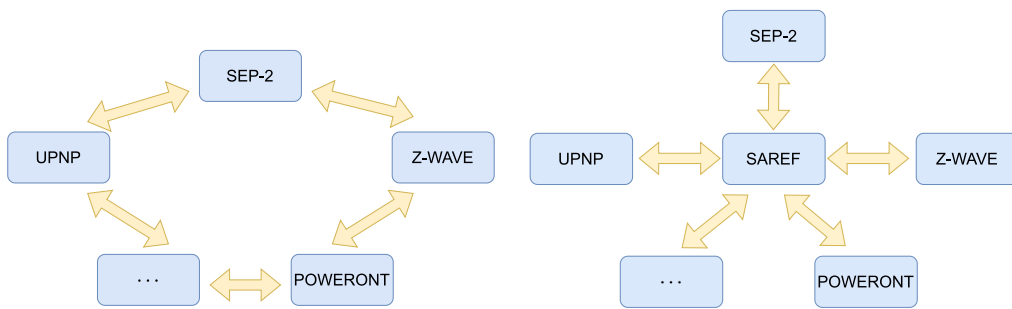 SEP-2
UPNP
Z-WAVE
...
POWERONT
SEP-2
UPNP
SAREF
Z-WAVE
...
POWERONT